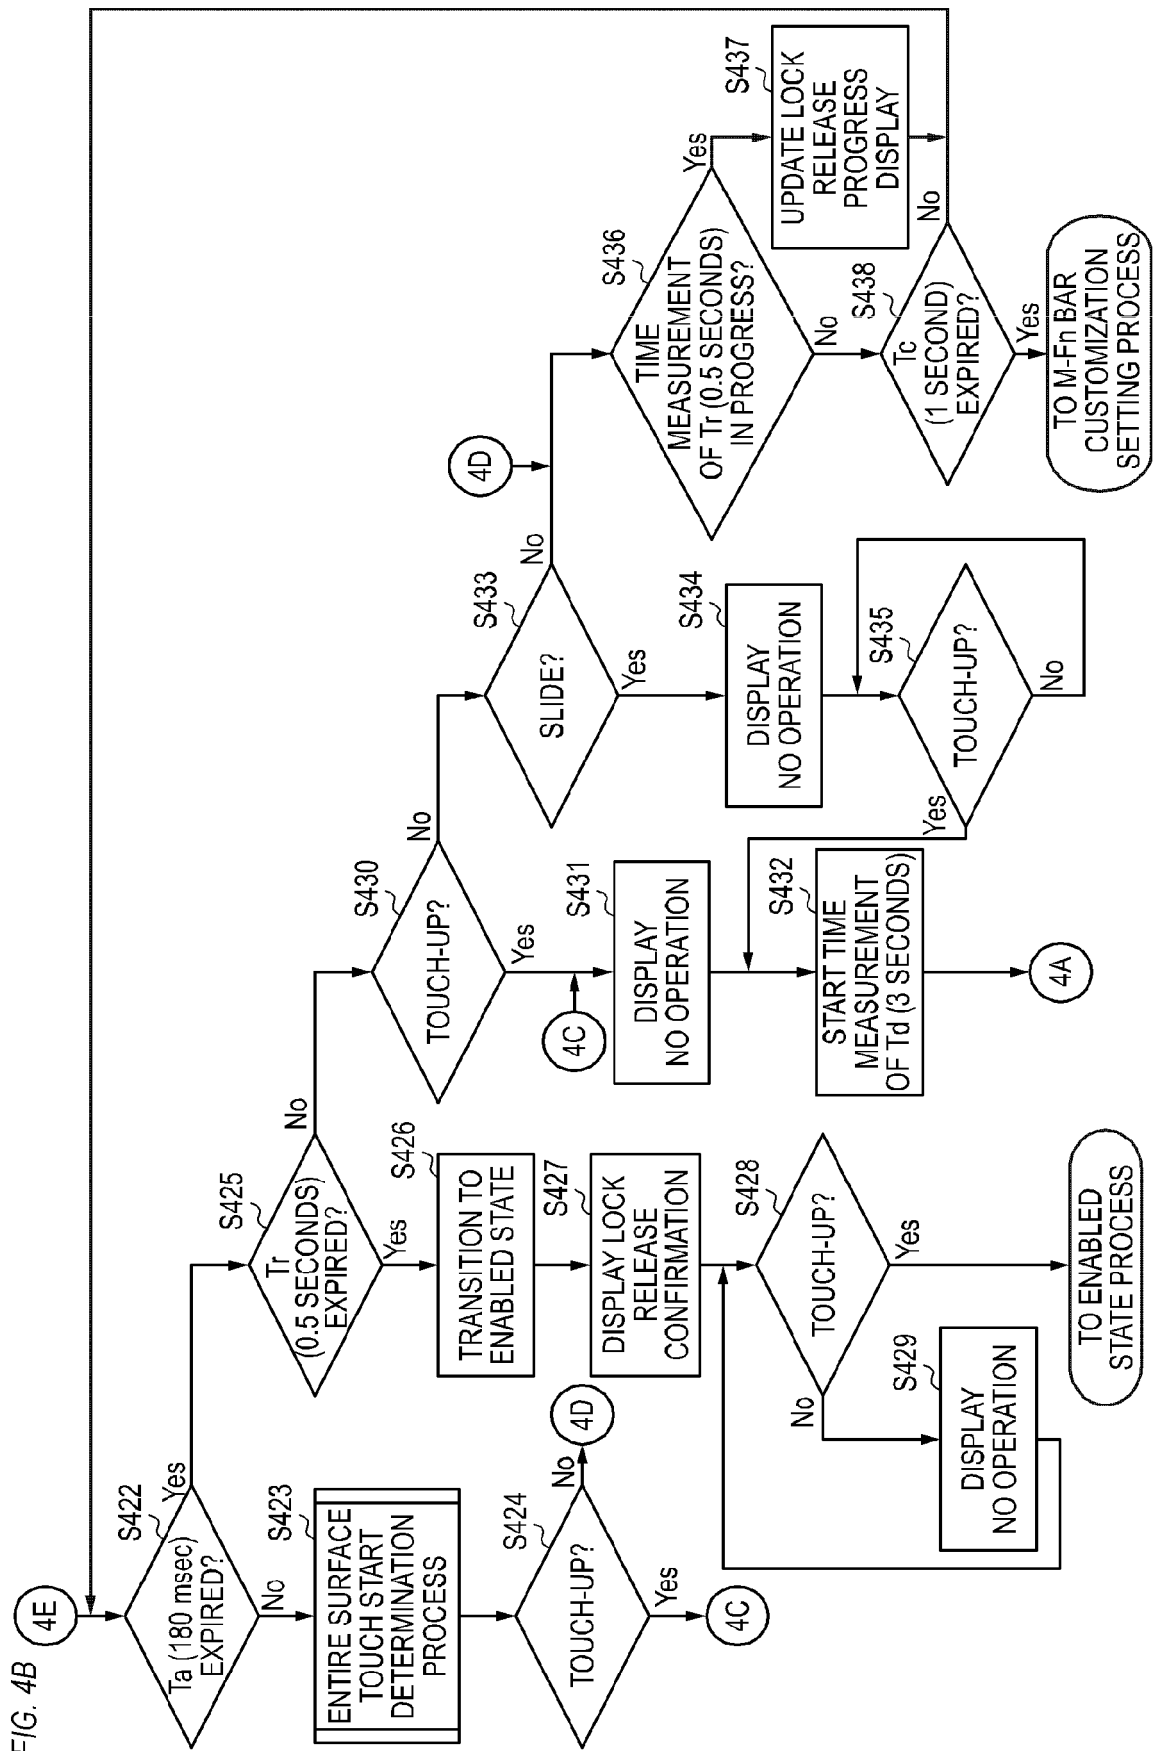 FIG. 4B
4E
S422
Ta (180 msec)
EXPIRED?
Yes
No
S423
ENTIRE SURFACE
TOUCH START
DETERMINATION
PROCESS
S424
TOUCH-UP?
No
4D
Yes
4C
S425
Tr
(0.5 SECONDS)
EXPIRED?
No
Yes
S426
TRANSITION TO
ENABLED STATE
S427
DISPLAY LOCK
RELEASE
CONFIRMATION
S428
TOUCH-UP?
No
Yes
S429
DISPLAY
NO OPERATION
TO ENABLED
STATE PROCESS
S430
TOUCH-UP?
No
Yes
4C
S431
DISPLAY
NO OPERATION
S432
START TIME
MEASUREMENT
OF Td (3 SECONDS)
4A
S433
SLIDE?
No
Yes
S434
DISPLAY
NO OPERATION
S435
TOUCH-UP?
Yes
No
4D
S436
TIME
MEASUREMENT
OF Tr (0.5 SECONDS)
IN PROGRESS?
Yes
No
S437
UPDATE LOCK
RELEASE
PROGRESS
DISPLAY
S438
Tc
(1 SECOND)
EXPIRED?
No
Yes
TO M-Fn BAR
CUSTOMIZATION
SETTING PROCESS